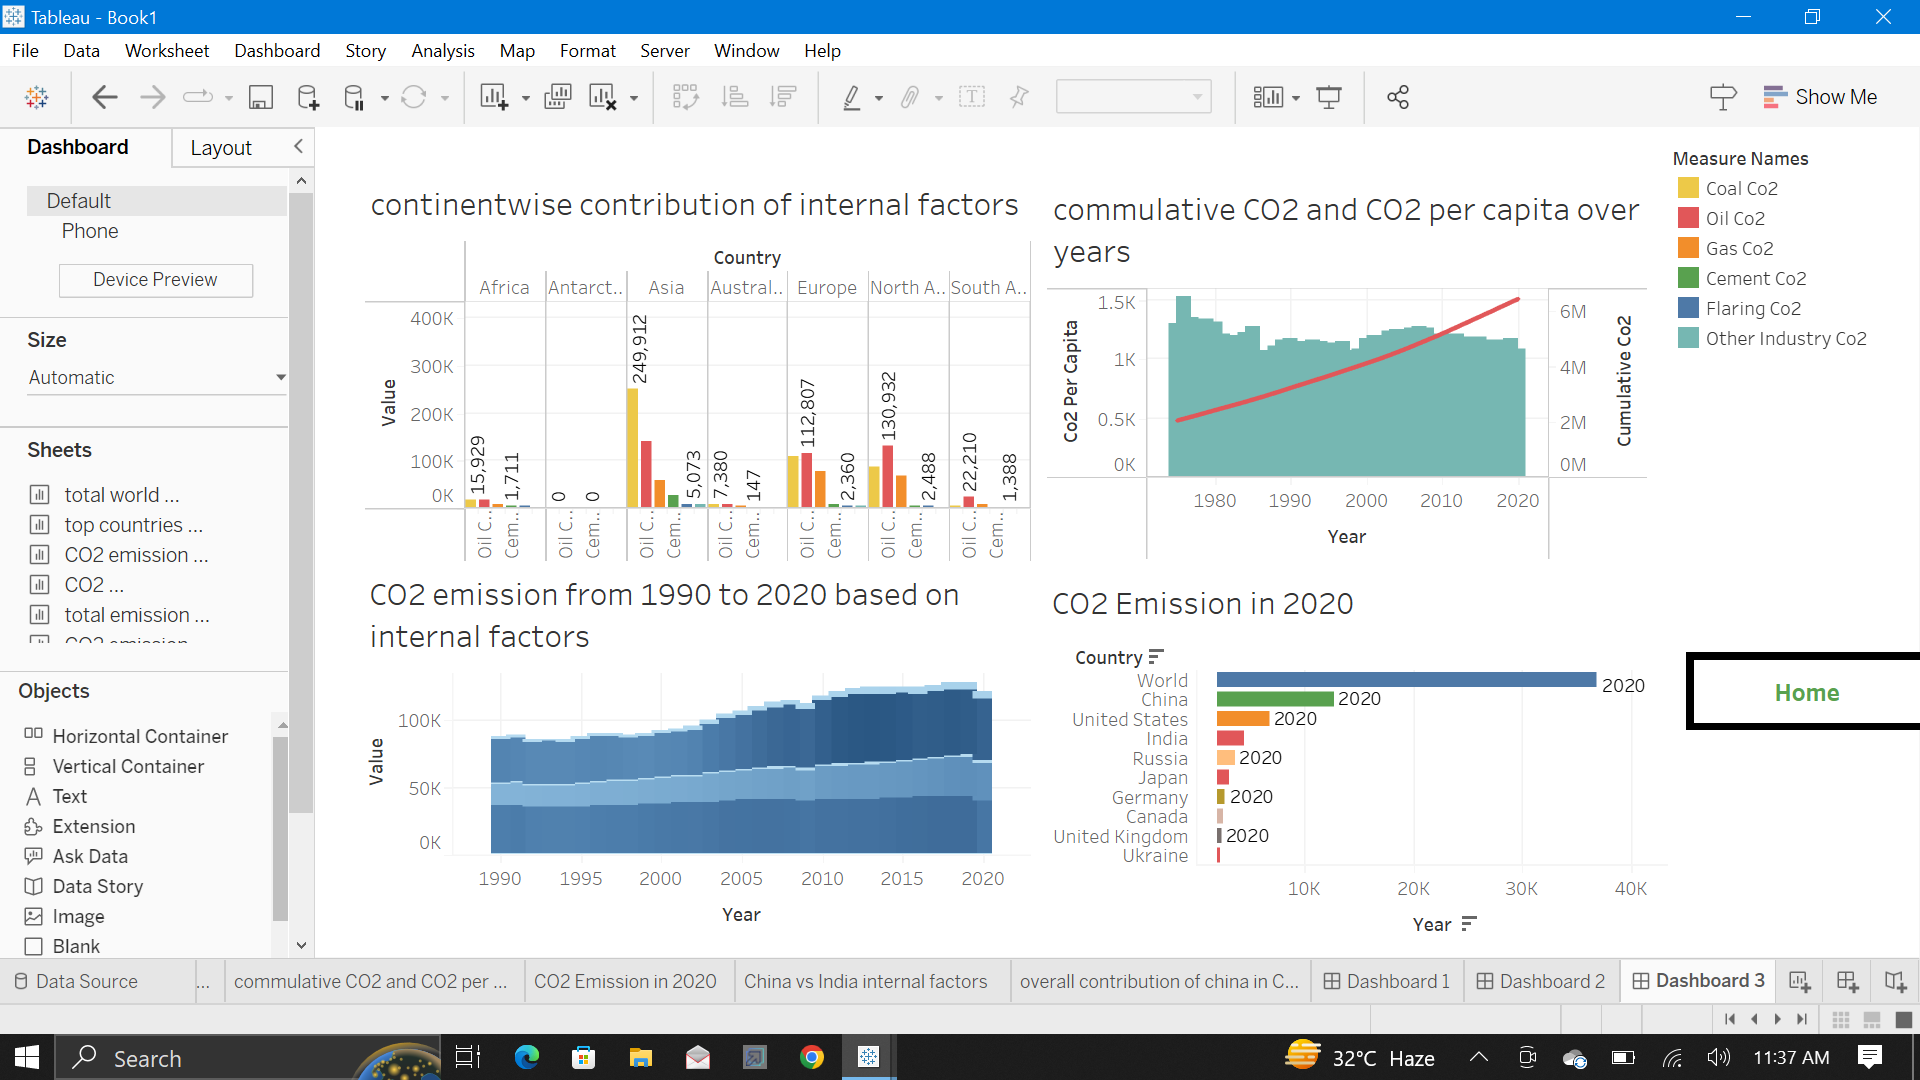 Tableau - Book1
File Data Worksheet Dashboard Story Analysis Map Format Server Window Help
Show Me
Dashboard
Layout
Default
Phone
Device Preview
Size
Automatic
Sheets
total world ...
top countries ...
CO2 emission ...
CO2 ...
total emission ...
CO2 emission
Objects
Horizontal Container
Vertical Container
Text
Extension
Ask Data
Data Story
Image
Blank
continentwise contribution of internal factors
Country
Africa Antarct.. Asia Austral.. Europe North A.. South A..
Value
400K
300K
200K
100K
0K
15,929
1,711
0
0
249,912
5,073
7,380
147
112,807
2,360
130,932
2,488
22,210
1,388
Oil C..
Cem..
Oil C..
Cem..
Oil C..
Cem..
Oil C..
Cem..
Oil C..
Cem..
Oil C..
Cem..
Oil C..
Cem..
commulative CO2 and CO2 per capita over
years
Co2 Per Capita
1.5K
1K
0.5K
0K
Cumulative Co2
6M
4M
2M
0M
1980 1990 2000 2010 2020
Year
Measure Names
Coal Co2
Oil Co2
Gas Co2
Cement Co2
Flaring Co2
Other Industry Co2
CO2 emission from 1990 to 2020 based on
internal factors
Value
100K
50K
0K
1990 1995 2000 2005 2010 2015 2020
Year
CO2 Emission in 2020
Country
World 2020
China 2020
United States 2020
India
Russia 2020
Japan
Germany 2020
Canada
United Kingdom 2020
Ukraine
10K 20K 30K 40K
Year
Home
Data Source ... commulative CO2 and CO2 per ... CO2 Emission in 2020 China vs India internal factors overall contribution of china in C... Dashboard 1 Dashboard 2 Dashboard 3
Search
32°C Haze
11:37 AM